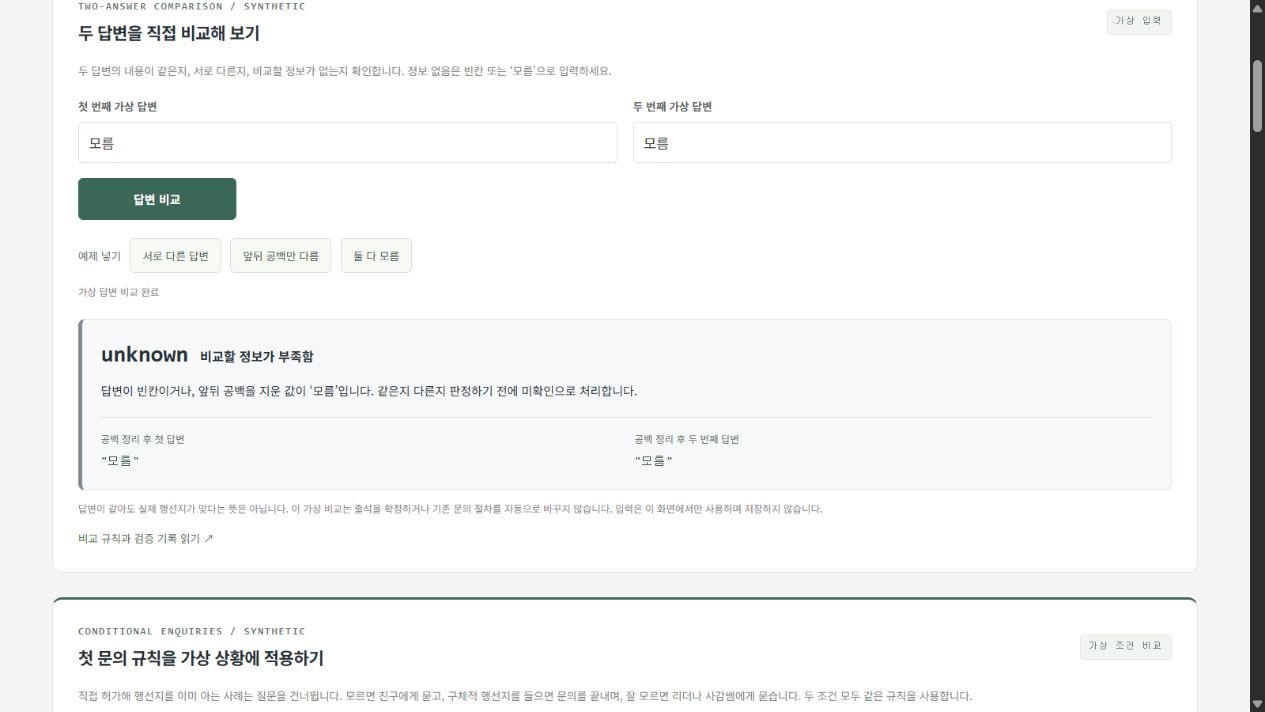 TWO-ANSWER COMPARISON / SYNTHETIC
두 답변을 직접 비교해 보기
가상 입력
두 답변의 내용이 같은지, 서로 다른지, 비교할 정보가 없는지 확인합니다. 정보 없음은 빈칸 또는 ‘모름’으로 입력하세요.
첫 번째 가상 답변
두 번째 가상 답변
모름
모름
답변 비교
예제 넣기
서로 다른 답변
앞뒤 공백만 다름
둘 다 모름
가상 답변 비교 완료
unknown 비교할 정보가 부족함
답변이 빈칸이거나, 앞뒤 공백을 지운 값이 ‘모름’입니다. 같은지 다른지 판정하기 전에 미확인으로 처리합니다.
공백 정리 후 첫 답변
공백 정리 후 두 번째 답변
"모름"
"모름"
답변이 같아도 실제 행선지가 맞다는 뜻은 아닙니다. 이 가상 비교는 출석을 확정하거나 기존 문의 절차를 자동으로 바꾸지 않습니다. 입력은 이 화면에서만 사용하며 저장하지 않습니다.
비교 규칙과 검증 기록 읽기 ↗
CONDITIONAL ENQUIRIES / SYNTHETIC
첫 문의 규칙을 가상 상황에 적용하기
가상 조건 비교
직접 허가해 행선지를 이미 아는 사례는 질문을 건너뜁니다. 모르면 친구에게 묻고, 구체적 행선지를 들으면 문의를 끝내며, 잘 모르면 리더나 사감쌤에게 묻습니다. 두 조건 모두 같은 규칙을 사용합니다.